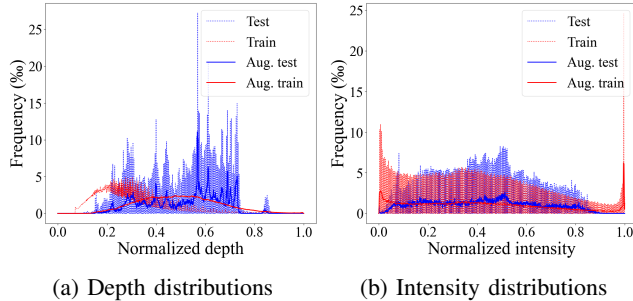 25
20
15
10
5
0
Frequency (‰)
0.0 0.2 0.4 0.6 0.8 1.0
Normalized depth
Test
Train
Aug. test
Aug. train
(a) Depth distributions
25
20
15
10
5
0
Frequency (‰)
0.0 0.2 0.4 0.6 0.8 1.0
Normalized intensity
Test
Train
Aug. test
Aug. train
(b) Intensity distributions